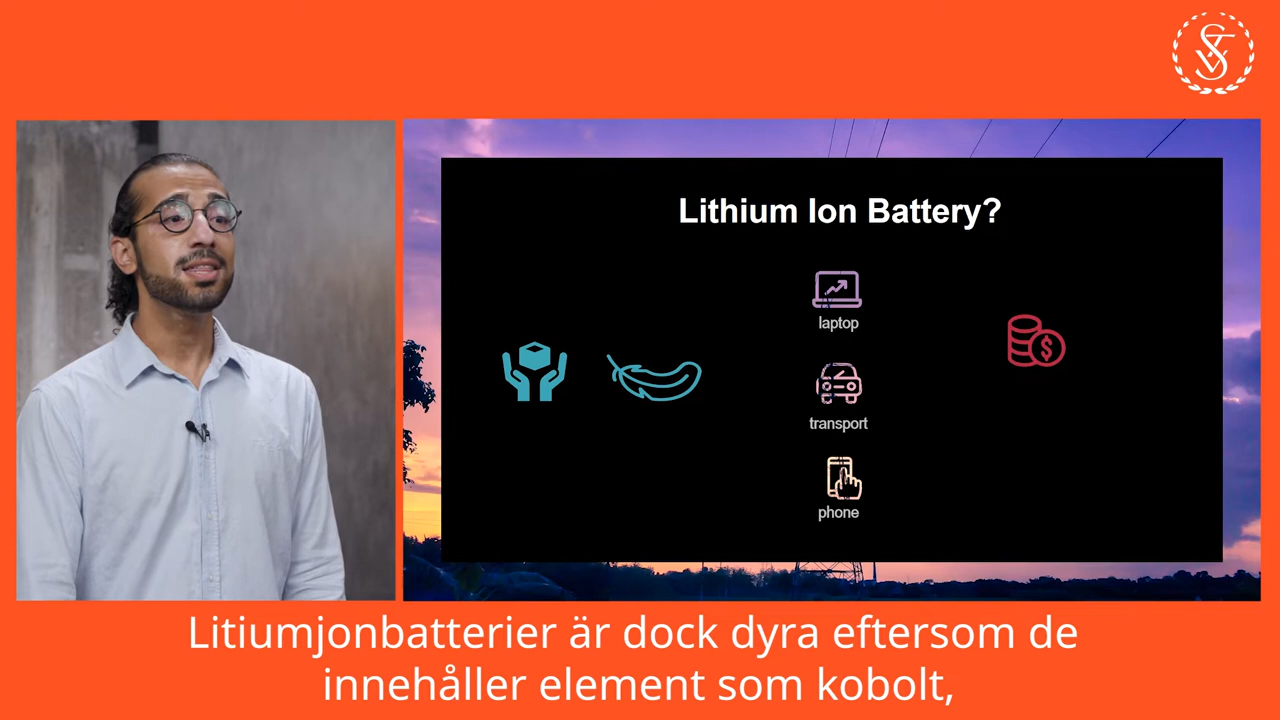 Lithium Ion Battery?
laptop
transport
phone
Litiumjonbatterier är dock dyra eftersom de
innehåller element som kobolt,